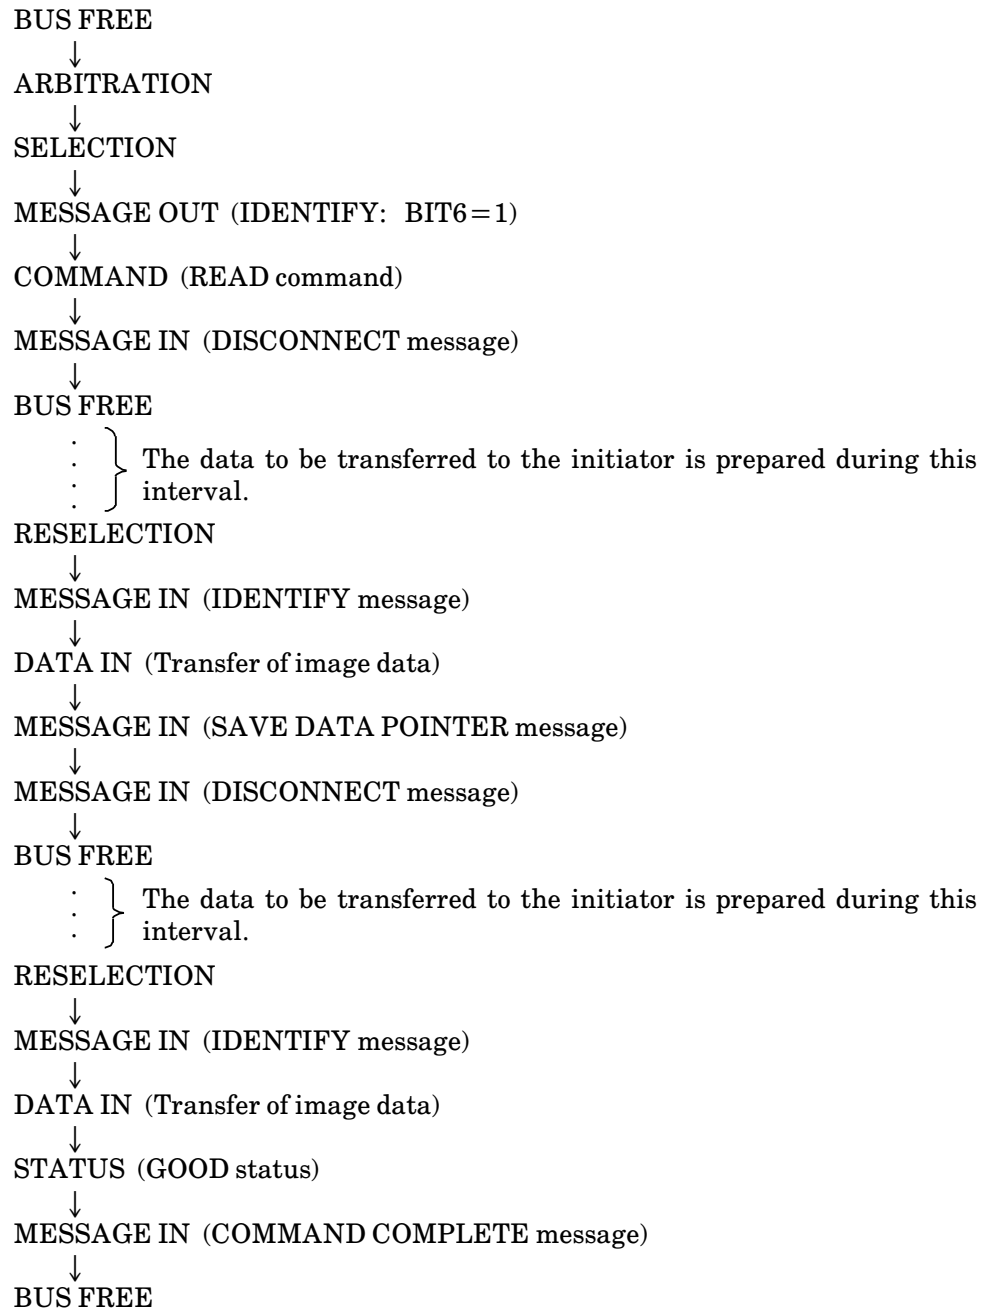 BUS FREE
↓
ARBITRATION
↓
SELECTION
↓
MESSAGE OUT (IDENTIFY: BIT6=1)
↓
COMMAND (READ command)
↓
MESSAGE IN (DISCONNECT message)
↓
BUS FREE
The data to be transferred to the initiator is prepared during this
interval.
RESELECTION
↓
MESSAGE IN (IDENTIFY message)
↓
DATA IN (Transfer of image data)
↓
MESSAGE IN (SAVE DATA POINTER message)
↓
MESSAGE IN (DISCONNECT message)
↓
BUS FREE
The data to be transferred to the initiator is prepared during this
interval.
RESELECTION
↓
MESSAGE IN (IDENTIFY message)
↓
DATA IN (Transfer of image data)
↓
STATUS (GOOD status)
↓
MESSAGE IN (COMMAND COMPLETE message)
↓
BUS FREE